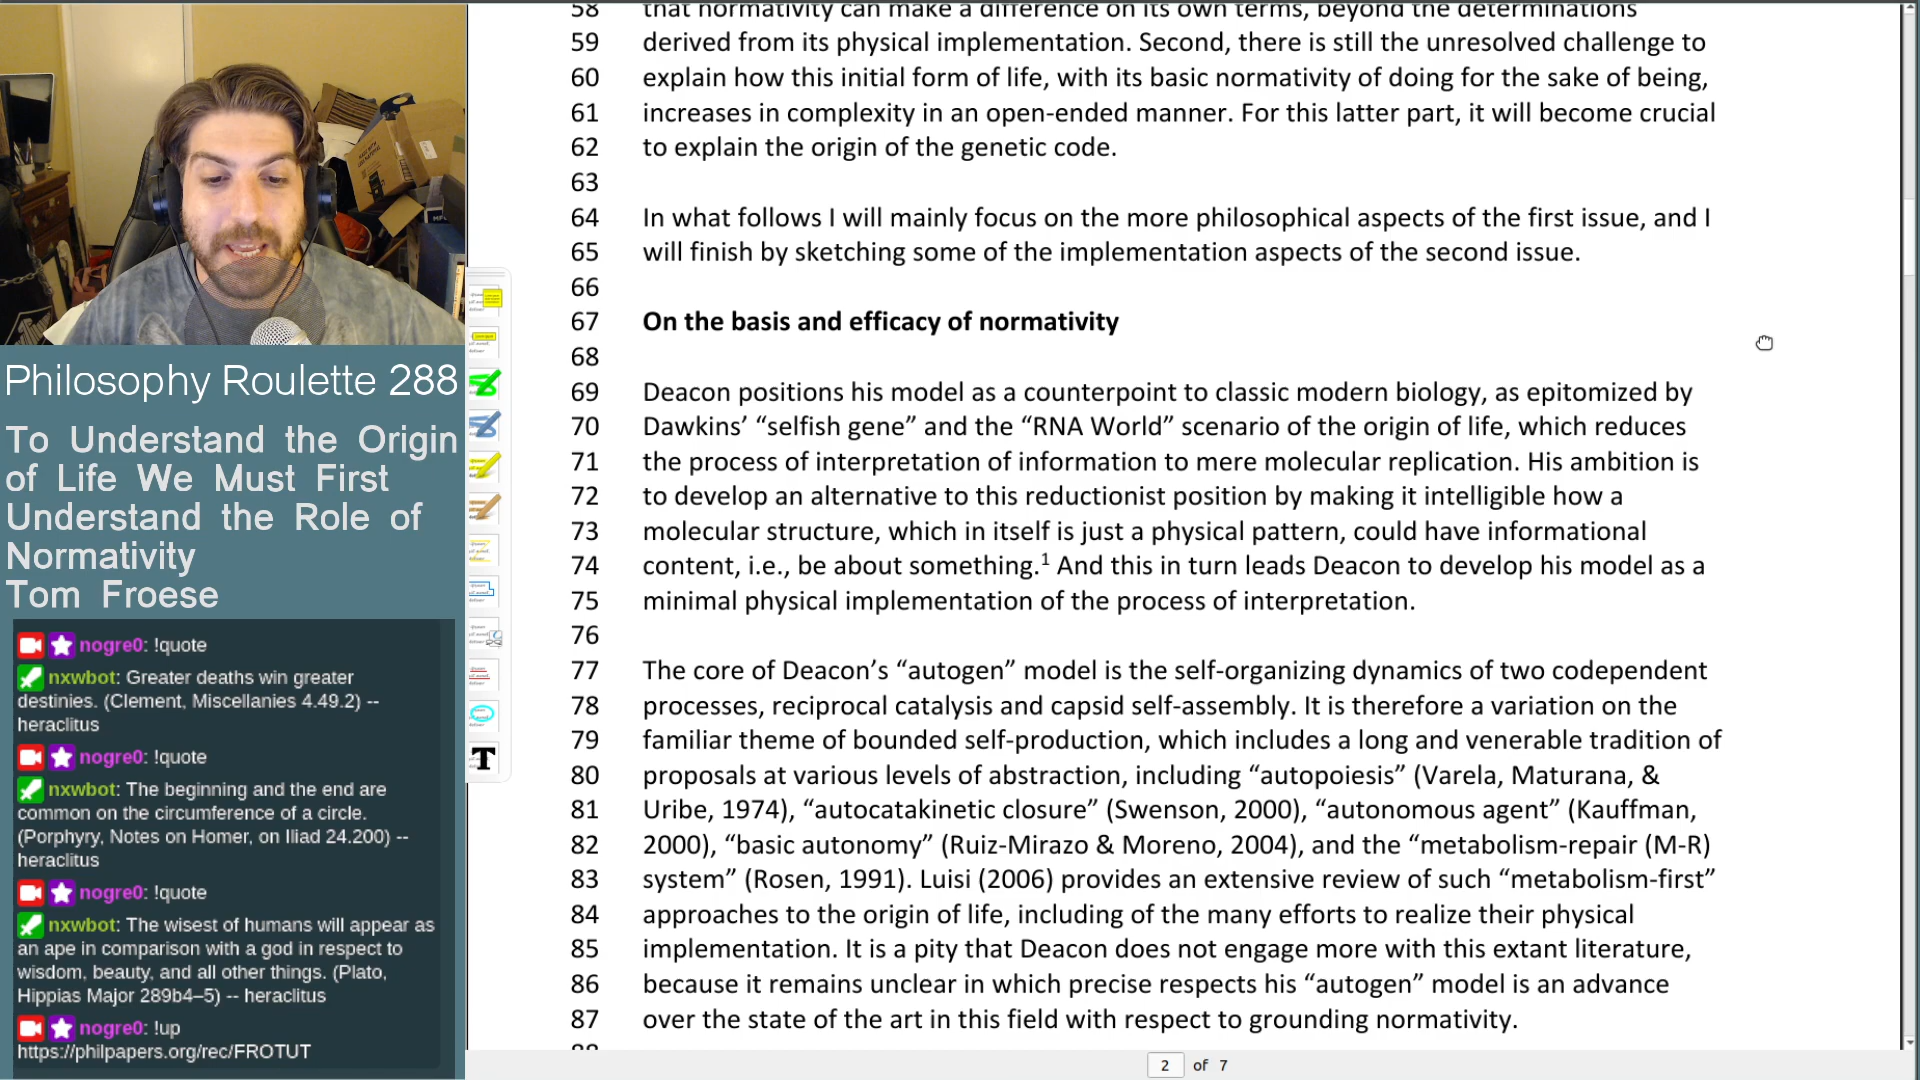 58 that normativity can make a difference on its own terms, beyond the determinations
59 derived from its physical implementation. Second, there is still the unresolved challenge to
60 explain how this initial form of life, with its basic normativity of doing for the sake of being,
61 increases in complexity in an open-ended manner. For this latter part, it will become crucial
62 to explain the origin of the genetic code.
63
64 In what follows I will mainly focus on the more philosophical aspects of the first issue, and I
65 will finish by sketching some of the implementation aspects of the second issue.
66
67 On the basis and efficacy of normativity
68
69 Deacon positions his model as a counterpoint to classic modern biology, as epitomized by
70 Dawkins’ “selfish gene” and the “RNA World” scenario of the origin of life, which reduces
71 the process of interpretation of information to mere molecular replication. His ambition is
72 to develop an alternative to this reductionist position by making it intelligible how a
73 molecular structure, which in itself is just a physical pattern, could have informational
74 content, i.e., be about something.1 And this in turn leads Deacon to develop his model as a
75 minimal physical implementation of the process of interpretation.
76
77 The core of Deacon’s “autogen” model is the self-organizing dynamics of two codependent
78 processes, reciprocal catalysis and capsid self-assembly. It is therefore a variation on the
79 familiar theme of bounded self-production, which includes a long and venerable tradition of
80 proposals at various levels of abstraction, including “autopoiesis” (Varela, Maturana, &
81 Uribe, 1974), “autocatakinetic closure” (Swenson, 2000), “autonomous agent” (Kauffman,
82 2000), “basic autonomy” (Ruiz-Mirazo & Moreno, 2004), and the “metabolism-repair (M-R)
83 system” (Rosen, 1991). Luisi (2006) provides an extensive review of such “metabolism-first”
84 approaches to the origin of life, including of the many efforts to realize their physical
85 implementation. It is a pity that Deacon does not engage more with this extant literature,
86 because it remains unclear in which precise respects his “autogen” model is an advance
87 over the state of the art in this field with respect to grounding normativity.
88
2 of 7
T
Philosophy Roulette 288
To Understand the Origin
of Life We Must First
Understand the Role of
Normativity
Tom Froese
nogre0: !quote
nxwbot: Greater deaths win greater
destinies. (Clement, Miscellanies 4.49.2) --
heraclitus
nogre0: !quote
nxwbot: The beginning and the end are
common on the circumference of a circle.
(Porphyry, Notes on Homer, on Iliad 24.200) --
heraclitus
nogre0: !quote
nxwbot: The wisest of humans will appear as
an ape in comparison with a god in respect to
wisdom, beauty, and all other things. (Plato,
Hippias Major 289b4–5) -- heraclitus
nogre0: !up
https://philpapers.org/rec/FROTUT